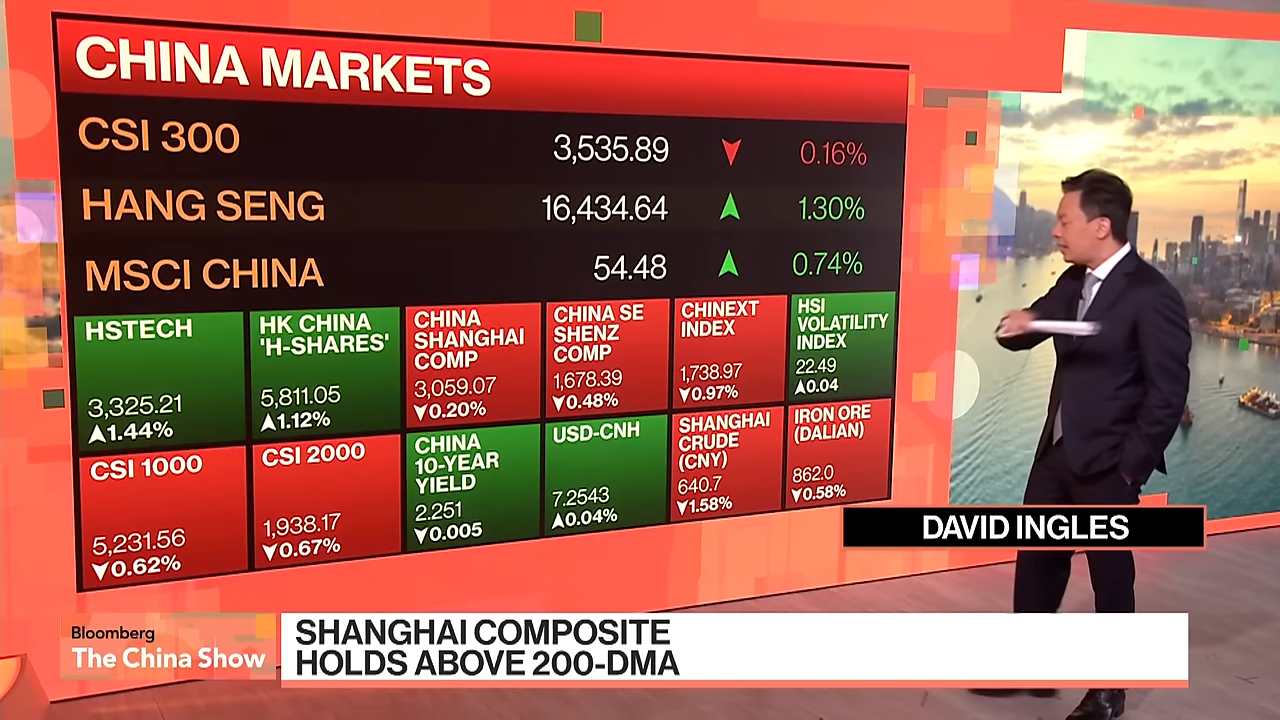 CHINA MARKETS
CSI 300 3,535.89 ▼ 0.16%
HANG SENG 16,434.64 ▲ 1.30%
MSCI CHINA 54.48 ▲ 0.74%
HSTECH
3,325.21
▲1.44%
HK CHINA
'H-SHARES'
5,811.05
▲1.12%
CHINA
SHANGHAI
COMP
3,059.07
▼0.20%
CHINA SE
SHENZ
COMP
1,678.39
▼0.48%
CHINEXT
INDEX
1,738.97
▼0.97%
HSI
VOLATILITY
INDEX
22.49
▲0.04
CSI 1000
5,231.56
▼0.62%
CSI 2000
1,938.17
▼0.67%
CHINA
10-YEAR
YIELD
2.251
▼0.005
USD-CNH
7.2543
▲0.04%
SHANGHAI
CRUDE
(CNY)
640.7
▼1.58%
IRON ORE
(DALIAN)
862.0
▼0.58%
DAVID INGLES
Bloomberg
The China Show
SHANGHAI COMPOSITE
HOLDS ABOVE 200-DMA